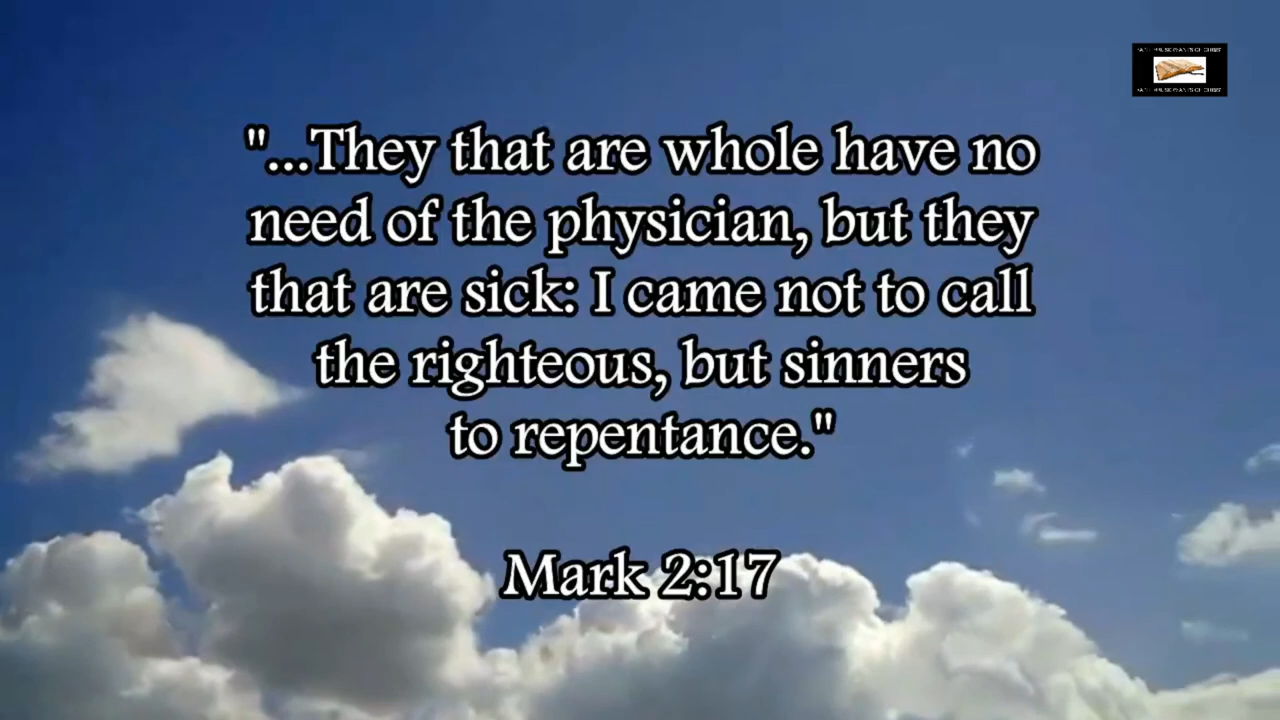 "...They that are whole have no
need of the physician, but they
that are sick: I came not to call
the righteous, but sinners
to repentance."
Mark 2:17